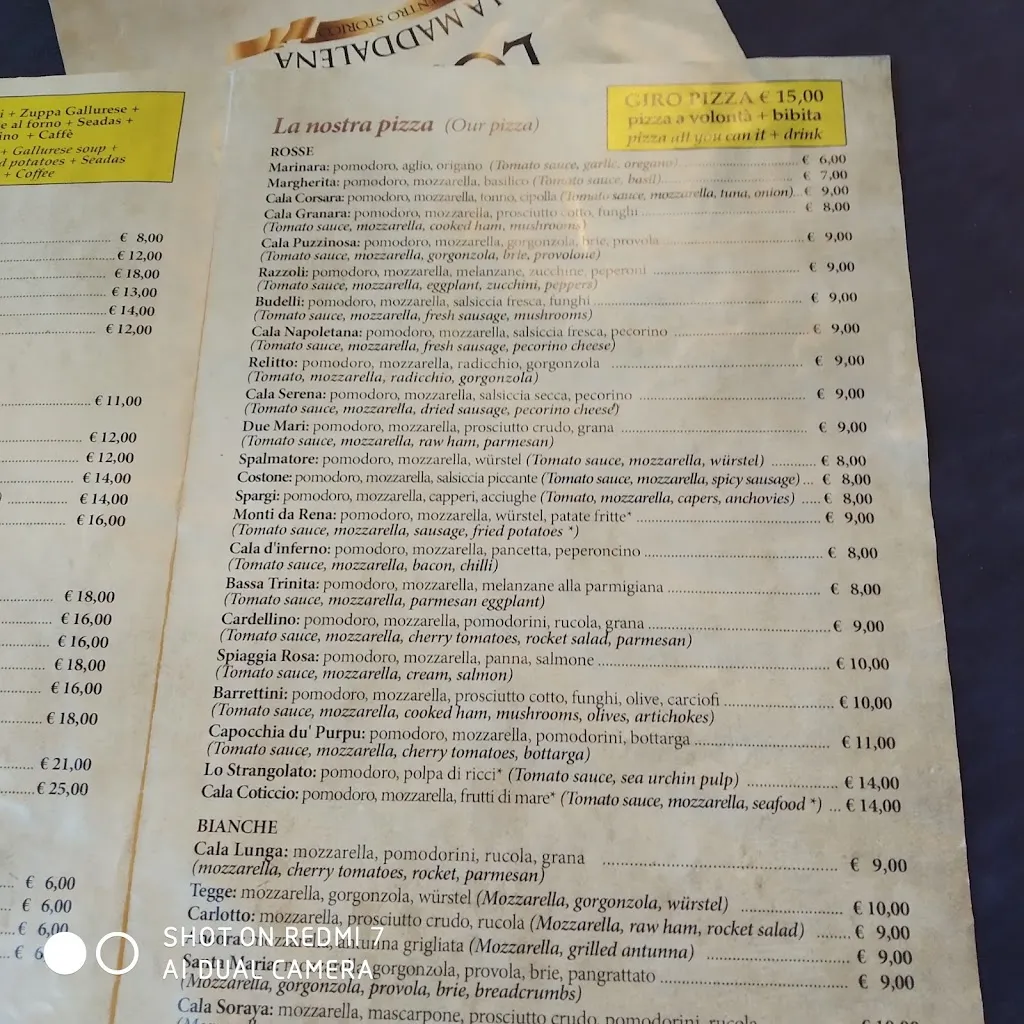 LA MADDALENA
CENTRO STORICO
i + Zuppa Gallurese +
e al forno + Seadas +
ino + Caffè
+ Gallurese soup +
d potatoes + Seadas
+ Coffee
€ 8,00
€ 12,00
€ 18,00
€ 13,00
€ 14,00
€ 12,00
€ 11,00
€ 12,00
€ 12,00
€ 14,00
€ 14,00
€ 16,00
€ 18,00
€ 16,00
€ 16,00
€ 18,00
€ 16,00
€ 18,00
€ 21,00
€ 25,00
€ 6,00
€ 6,00
€ 6,00
€ 6
La nostra pizza (Our pizza)
GIRO PIZZA € 15,00
pizza a volontà + bibita
pizza all you can it + drink
ROSSE
Marinara: pomodoro, aglio, origano (Tomato sauce, garlic, oregano) € 6,00
Margherita: pomodoro, mozzarella, basilico (Tomato sauce, basil) € 7,00
Cala Corsara: pomodoro, mozzarella, tonno, cipolla (Tomato sauce, mozzarella, tuna, onion) € 9,00
Cala Granara: pomodoro, mozzarella, prosciutto cotto, funghi € 8,00
(Tomato sauce, mozzarella, cooked ham, mushrooms)
Cala Puzzinosa: pomodoro, mozzarella, gorgonzola, brie, provola € 9,00
(Tomato sauce, mozzarella, gorgonzola, brie, provolone)
Razzoli: pomodoro, mozzarella, melanzane, zucchine, peperoni € 9,00
(Tomato sauce, mozzarella, eggplant, zucchini, peppers)
Budelli: pomodoro, mozzarella, salsiccia fresca, funghi € 9,00
(Tomato sauce, mozzarella, fresh sausage, mushrooms)
Cala Napoletana: pomodoro, mozzarella, salsiccia fresca, pecorino € 9,00
(Tomato sauce, mozzarella, fresh sausage, pecorino cheese)
Relitto: pomodoro, mozzarella, radicchio, gorgonzola € 9,00
(Tomato, mozzarella, radicchio, gorgonzola)
Cala Serena: pomodoro, mozzarella, salsiccia secca, pecorino € 9,00
(Tomato sauce, mozzarella, dried sausage, pecorino cheese)
Due Mari: pomodoro, mozzarella, prosciutto crudo, grana € 9,00
(Tomato sauce, mozzarella, raw ham, parmesan)
Spalmatore: pomodoro, mozzarella, würstel (Tomato sauce, mozzarella, würstel) € 8,00
Costone: pomodoro, mozzarella, salsiccia piccante (Tomato sauce, mozzarella, spicy sausage) € 8,00
Spargi: pomodoro, mozzarella, capperi, acciughe (Tomato, mozzarella, capers, anchovies) € 8,00
Monti da Rena: pomodoro, mozzarella, würstel, patate fritte* € 9,00
(Tomato sauce, mozzarella, sausage, fried potatoes *)
Cala d'inferno: pomodoro, mozzarella, pancetta, peperoncino € 8,00
(Tomato sauce, mozzarella, bacon, chilli)
Bassa Trinita: pomodoro, mozzarella, melanzane alla parmigiana € 8,00
(Tomato sauce, mozzarella, parmesan eggplant)
Cardellino: pomodoro, mozzarella, pomodorini, rucola, grana € 9,00
(Tomato sauce, mozzarella, cherry tomatoes, rocket salad, parmesan)
Spiaggia Rosa: pomodoro, mozzarella, panna, salmone € 10,00
(Tomato sauce, mozzarella, cream, salmon)
Barrettini: pomodoro, mozzarella, prosciutto cotto, funghi, olive, carciofi € 10,00
(Tomato sauce, mozzarella, cooked ham, mushrooms, olives, artichokes)
Capocchia du' Purpu: pomodoro, mozzarella, pomodorini, bottarga € 11,00
(Tomato sauce, mozzarella, cherry tomatoes, bottarga)
Lo Strangolato: pomodoro, polpa di ricci* (Tomato sauce, sea urchin pulp) € 14,00
Cala Coticcio: pomodoro, mozzarella, frutti di mare* (Tomato sauce, mozzarella, seafood *) € 14,00
BIANCHE
Cala Lunga: mozzarella, pomodorini, rucola, grana € 9,00
(mozzarella, cherry tomatoes, rocket, parmesan)
Tegge: mozzarella, gorgonzola, würstel (Mozzarella, gorgonzola, würstel) € 10,00
Carlotto: mozzarella, prosciutto crudo, rucola (Mozzarella, raw ham, rocket salad) € 9,00
mozzarella, antunna grigliata (Mozzarella, grilled antunna) € 9,00
Santa Maria: mozzarella, gorgonzola, provola, brie, pangrattato € 9,00
(Mozzarella, gorgonzola, provola, brie, breadcrumbs)
Cala Soraya: mozzarella, mascarpone, prosciutto crudo, pomodorini, rucola
SHOT ON REDMI 7
AI DUAL CAMERA